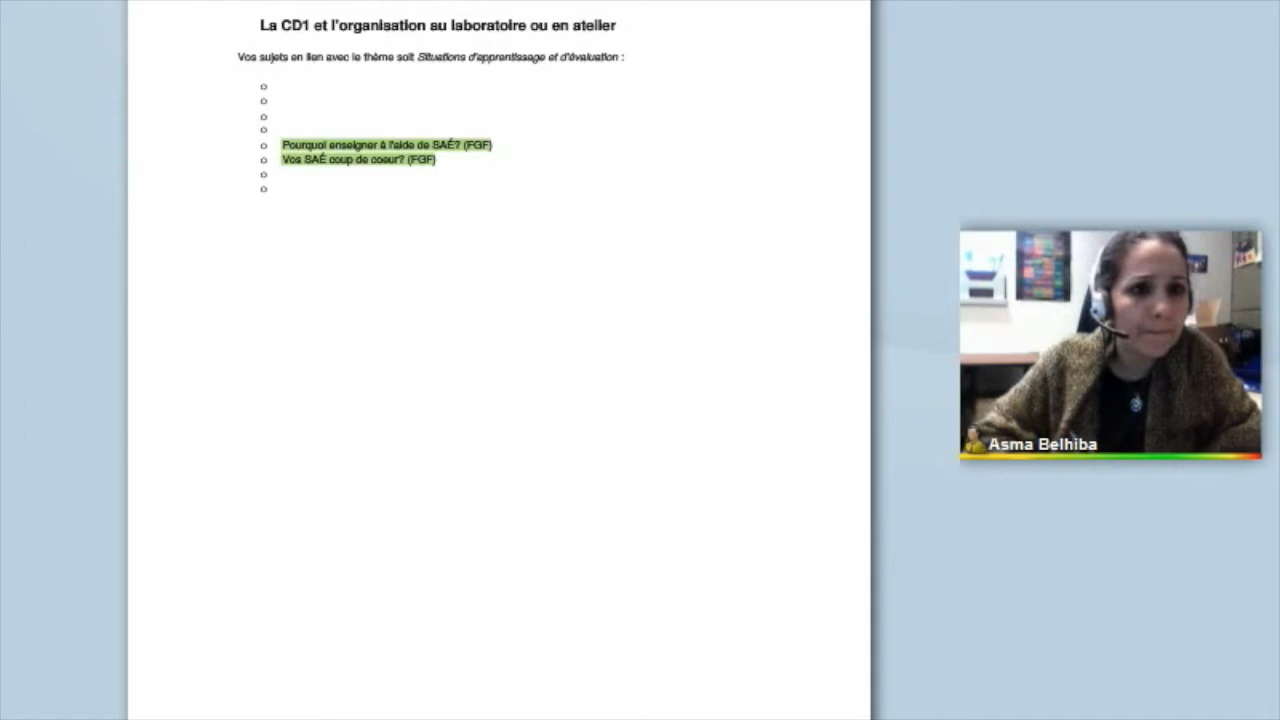 La CD1 et l'organisation au laboratoire ou en atelier
Vos sujets en lien avec le thème soit Situations d'apprentissage et d'évaluation :
o
o
o
o
o Pourquoi enseigner à l'aide de SAÉ? (FGF)
o Vos SAÉ coup de coeur? (FGF)
o
o
Asma Belhiba